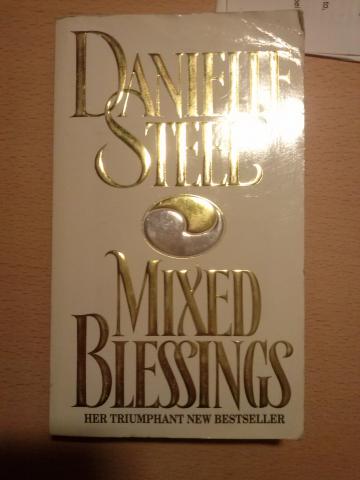 DANIELLE
STEEL
MIXED
BLESSINGS
HER TRIUMPHANT NEW BESTSELLER